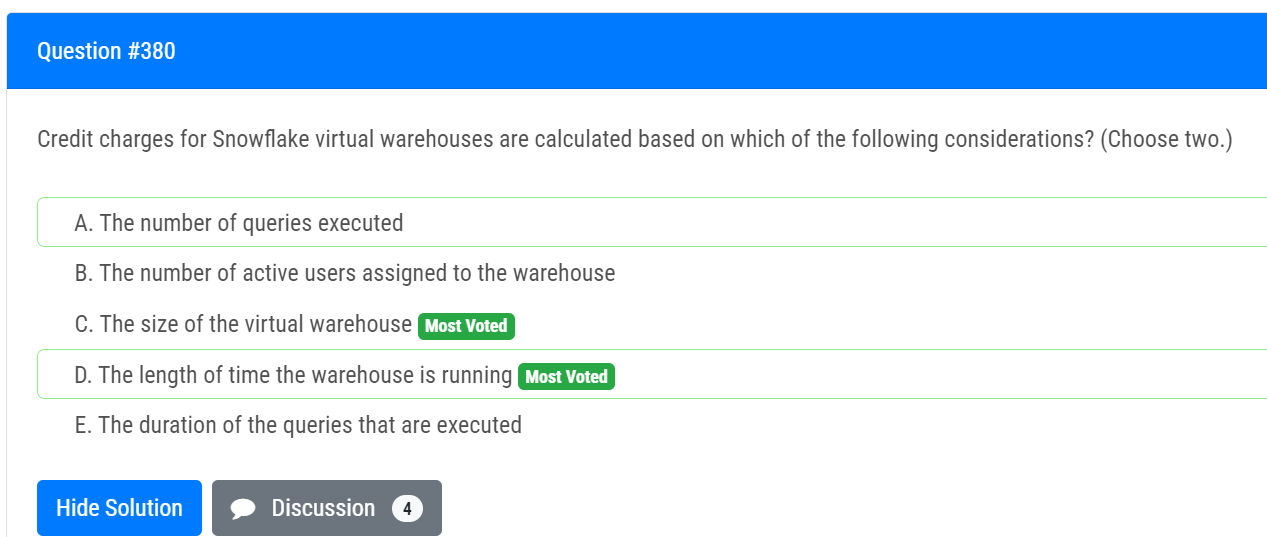 Question #380
Credit charges for Snowflake virtual warehouses are calculated based on which of the following considerations? (Choose two.)
A. The number of queries executed
B. The number of active users assigned to the warehouse
C. The size of the virtual warehouse Most Voted
D. The length of time the warehouse is running Most Voted
E. The duration of the queries that are executed
Hide Solution Discussion 4